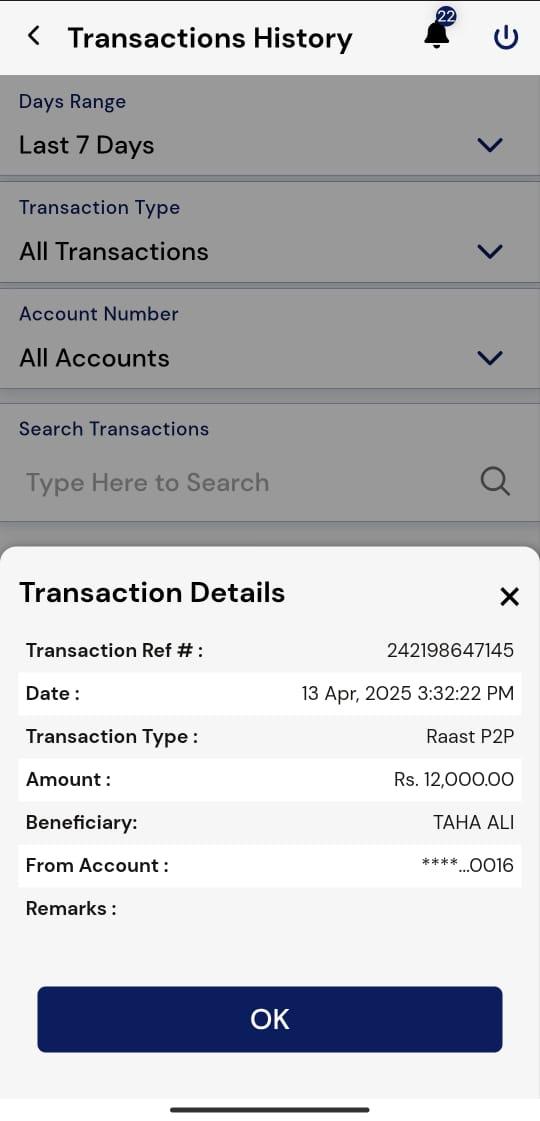 Transactions History
22
Days Range
Last 7 Days
Transaction Type
All Transactions
Account Number
All Accounts
Search Transactions
Type Here to Search
Transaction Details
Transaction Ref # : 242198647145
Date : 13 Apr, 2025 3:32:22 PM
Transaction Type : Raast P2P
Amount : Rs. 12,000.00
Beneficiary: TAHA ALI
From Account : ****...0016
Remarks :
OK